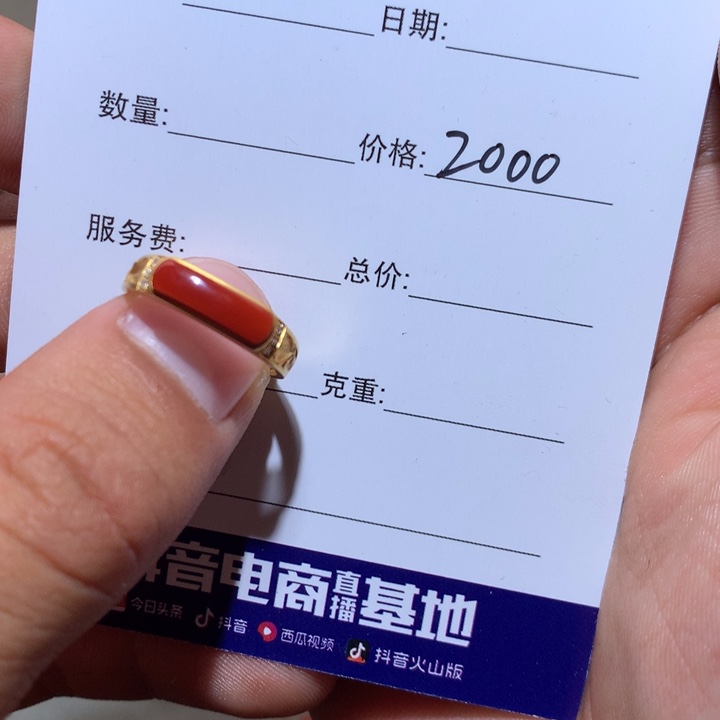 日期:
数量: 价格: 2000
服务费: 总价:
克重:
音电商直播基地
今日头条 抖音 西瓜视频 抖音火山版